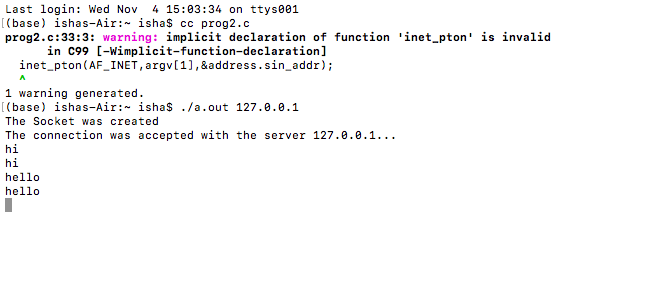 Last login: Wed Nov  4 15:03:34 on ttys001
[(base) ishas-Air:~ isha$ cc prog2.c
prog2.c:33:3: warning: implicit declaration of function 'inet_pton' is invalid
      in C99 [-Wimplicit-function-declaration]
  inet_pton(AF_INET,argv[1],&address.sin_addr);
  ^
1 warning generated.
[(base) ishas-Air:~ isha$ ./a.out 127.0.0.1
The Socket was created
The connection was accepted with the server 127.0.0.1...
hi
hi
hello
hello